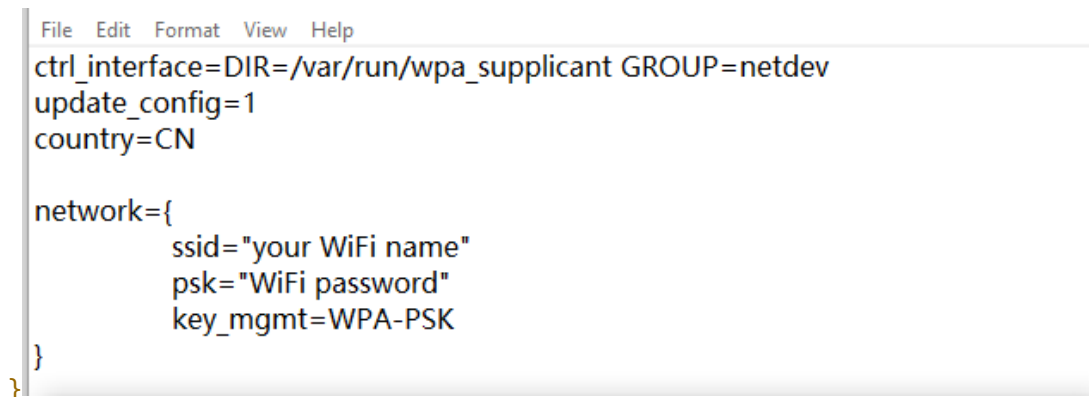 File Edit Format View Help
ctrl_interface=DIR=/var/run/wpa_supplicant GROUP=netdev
update_config=1
country=CN

network={
ssid="your WiFi name"
psk="WiFi password"
key_mgmt=WPA-PSK
}
}